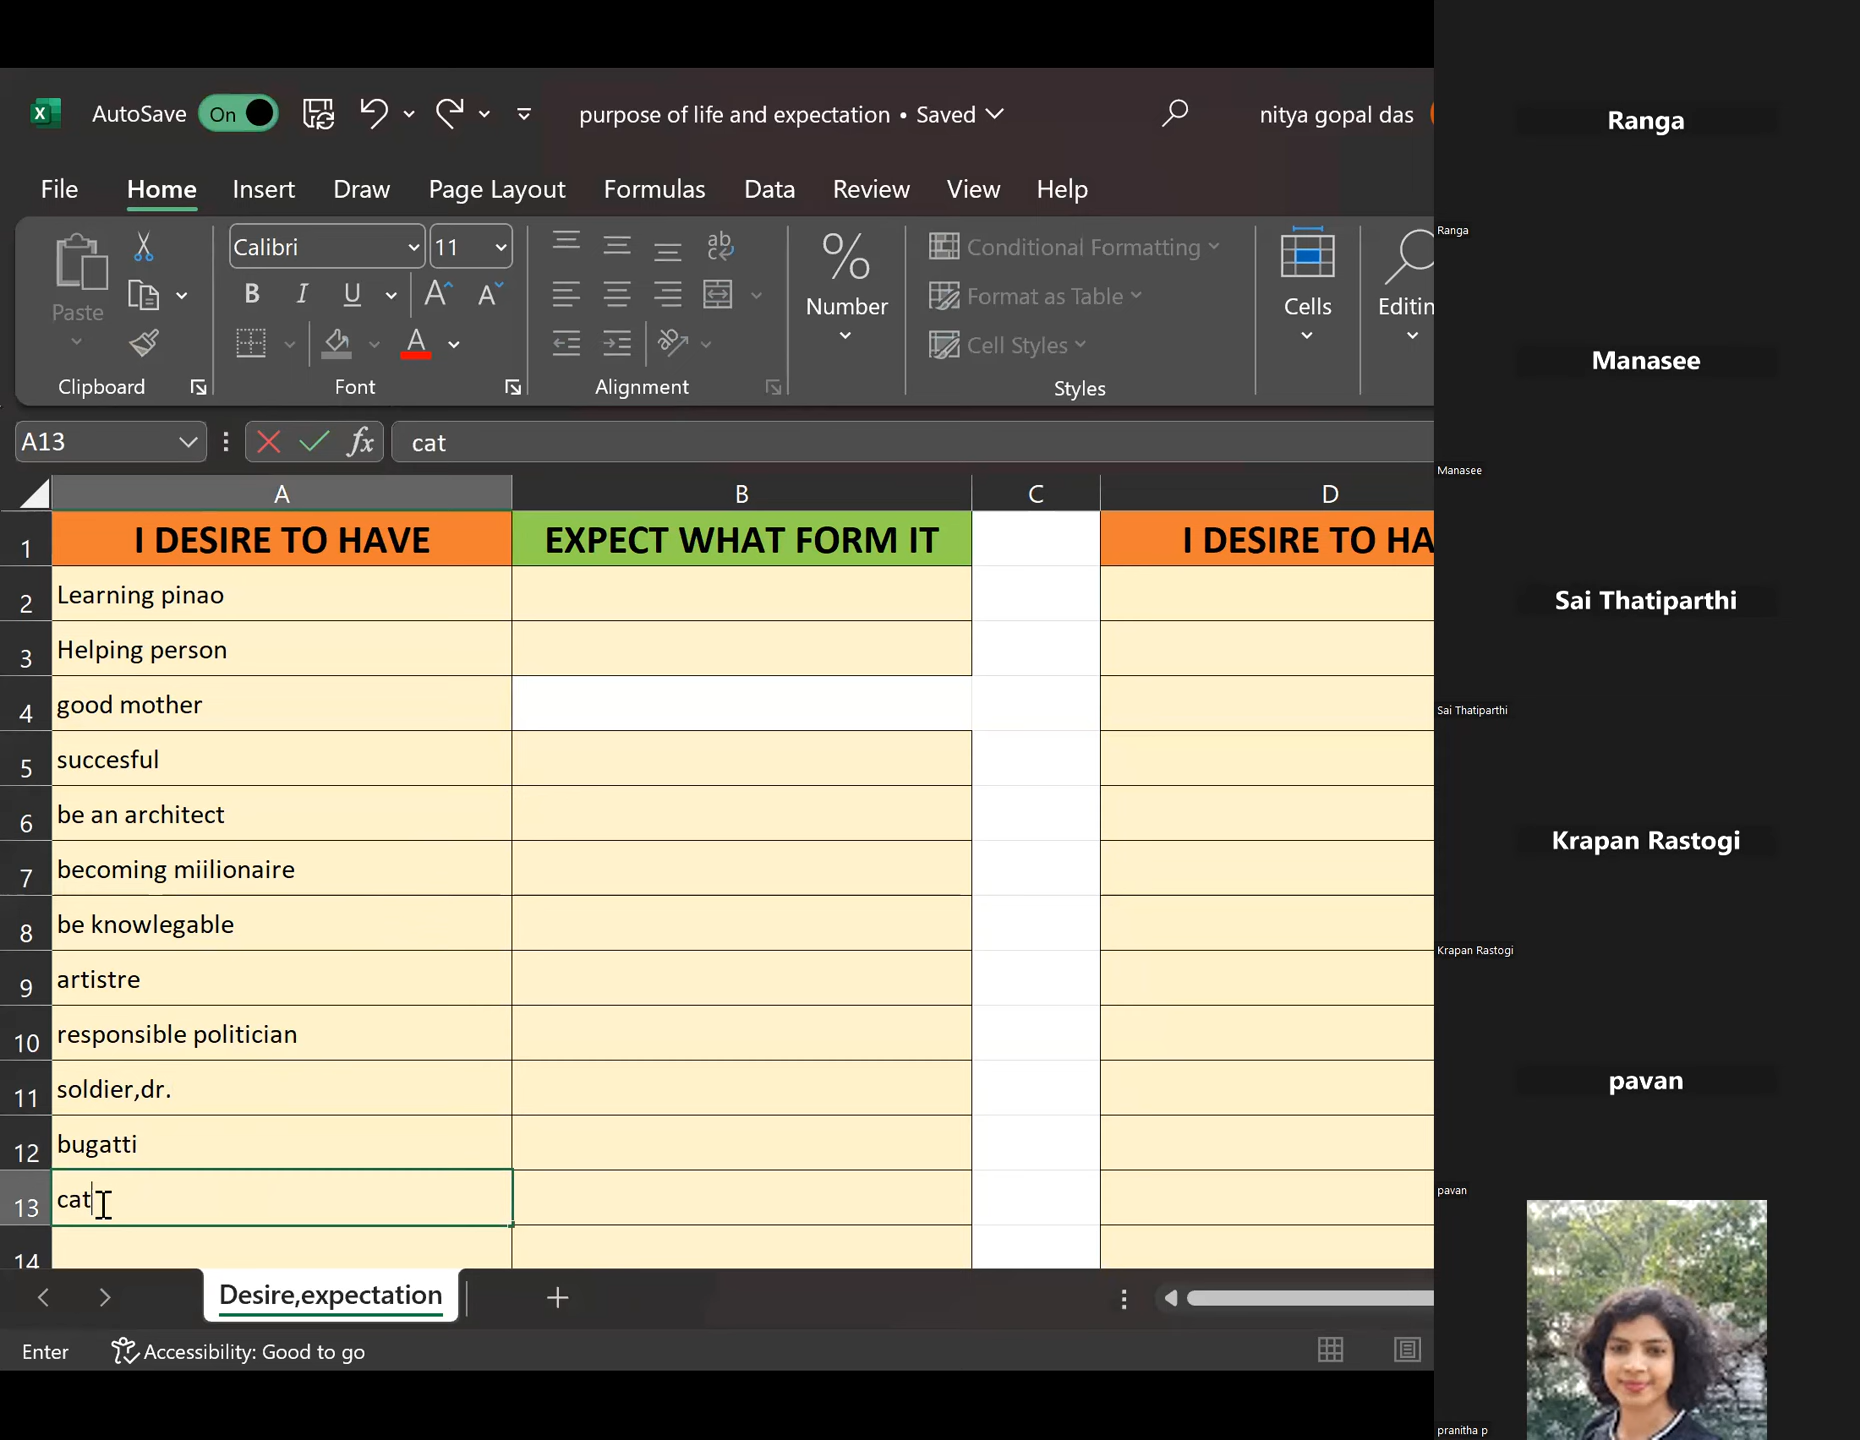 AutoSave On purpose of life and expectation • Saved nitya gopal das
File Home Insert Draw Page Layout Formulas Data Review View Help
Paste
Clipboard
Calibri 11
B I U A A
A
Font
ab
c
Alignment
%
Number
Conditional Formatting
Format as Table
Cell Styles
Styles
Cells
Editin
A13 fx cat
A B C D
1 I DESIRE TO HAVE EXPECT WHAT FORM IT I DESIRE TO HA
2 Learning pinao
3 Helping person
4 good mother
5 succesful
6 be an architect
7 becoming miilionaire
8 be knowlegable
9 artistre
10 responsible politician
11 soldier,dr.
12 bugatti
13 cat
14
Desire,expectation
Enter Accessibility: Good to go
Ranga
Ranga
Manasee
Manasee
Sai Thatiparthi
Sai Thatiparthi
Krapan Rastogi
Krapan Rastogi
pavan
pavan
pranitha p